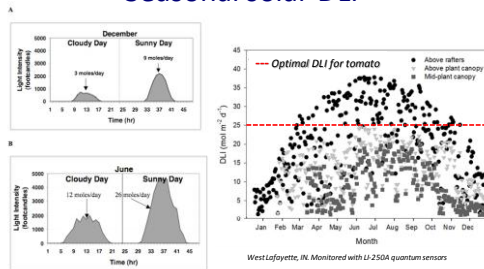 Seasonal solar DLI
A
December
Cloudy Day
Sunny Day
3 moles/day
9 moles/day
Light Intensity
(footcandles)
5000
4000
3000
2000
1000
0
1 5 9 13 17 21 25 29 33 37 41 45
Time (hr)
B
June
Cloudy Day
Sunny Day
12 moles/day
26 moles/day
Light Intensity
(footcandles)
5000
4000
3000
2000
1000
0
1 5 9 13 17 21 25 29 33 37 41 45
Time (hr)
Optimal DLI for tomato
Above rafters
Above plant canopy
Mid-plant canopy
DLI (mol m-2 d-1)
45
40
35
30
25
20
15
10
5
0
Jan Feb Mar Apr May Jun Jul Aug Sep Oct Nov Dec
Month
West Lafayette, IN. Monitored with LI-250A quantum sensors